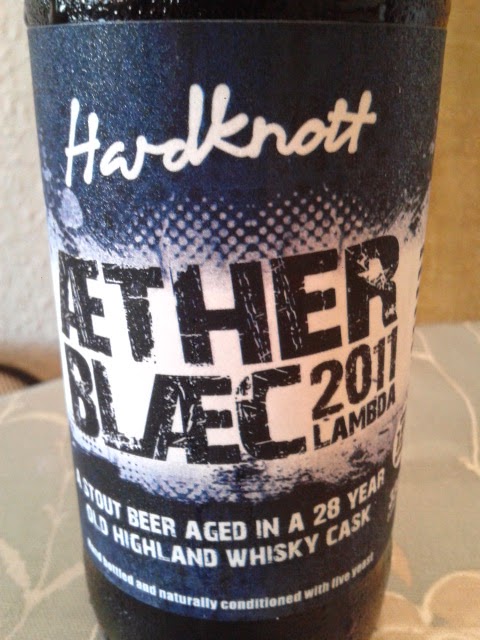 Hardknott
ÆTHER
BLÆC 2011
LAMBDA
A STOUT BEER AGED IN A 28 YEAR
OLD HIGHLAND WHISKY CASK
Hand bottled and naturally conditioned with live yeast